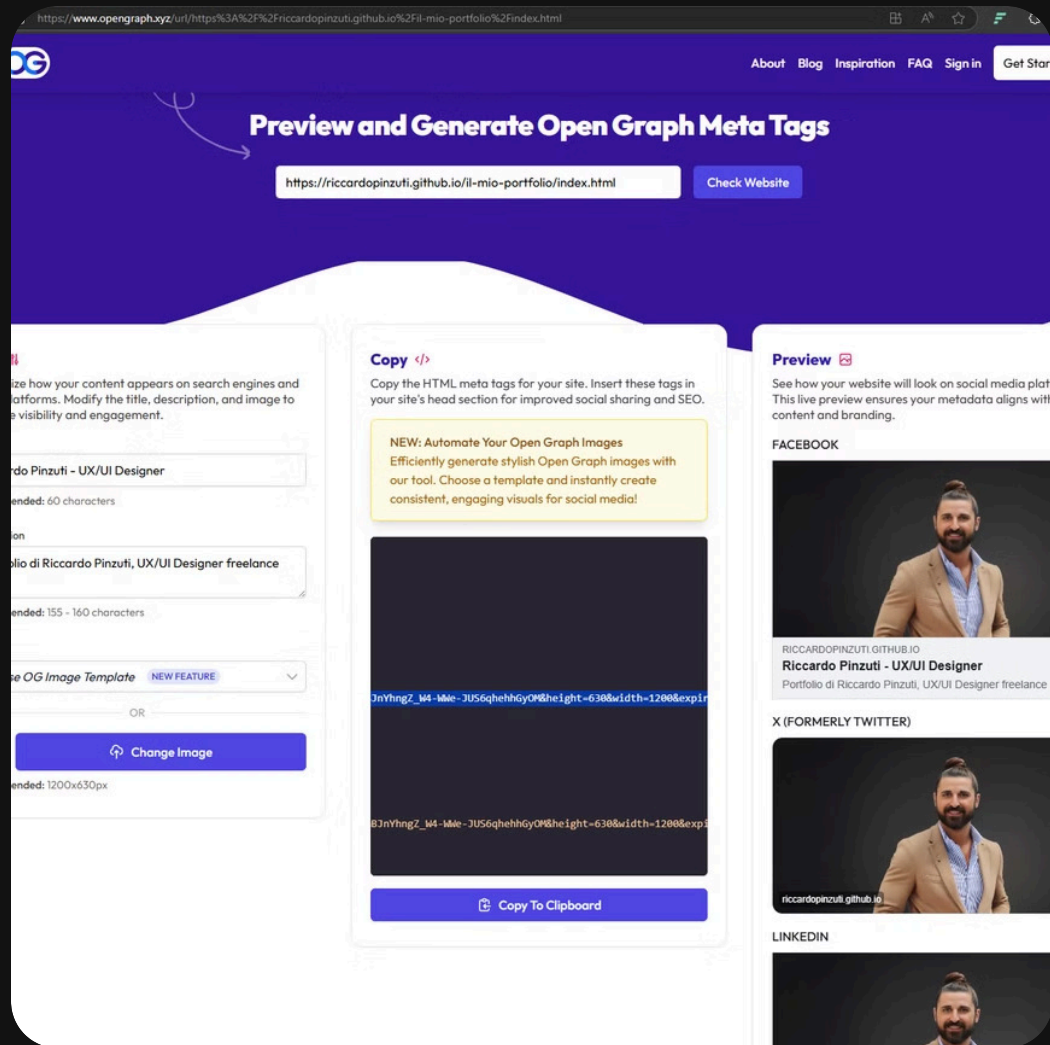 https://www.opengraph.xyz/url/https%3A%2F%2Friccardopinzuti.github.io%2Fil-mio-portfolio%2Findex.html
OG
About Blog Inspiration FAQ Sign in Get Star
Preview and Generate Open Graph Meta Tags
https://riccardopinzuti.github.io/il-mio-portfolio/index.html Check Website
ize how your content appears on search engines and
latforms. Modify the title, description, and image to
e visibility and engagement.
rdo Pinzuti - UX/UI Designer
ended: 60 characters
ion
olio di Riccardo Pinzuti, UX/UI Designer freelance
ended: 155 - 160 characters
se OG Image Template NEW FEATURE
OR
Change Image
ended: 1200x630px
Copy </>
Copy the HTML meta tags for your site. Insert these tags in
your site's head section for improved social sharing and SEO.
NEW: Automate Your Open Graph Images
Efficiently generate stylish Open Graph images with
our tool. Choose a template and instantly create
consistent, engaging visuals for social media!
JnYhngZ_W4-WWe-JUS6qhehhGyOM&height=630&width=1200&expir
BJnYhngZ_W4-WWe-JUS6qhehhGyOM&height=630&width=1200&expi
Copy To Clipboard
Preview
See how your website will look on social media plat
This live preview ensures your metadata aligns with
content and branding.
FACEBOOK
RICCARDOPINZUTI.GITHUB.IO
Riccardo Pinzuti - UX/UI Designer
Portfolio di Riccardo Pinzuti, UX/UI Designer freelance
X (FORMERLY TWITTER)
riccardopinzuti.github.io
LINKEDIN